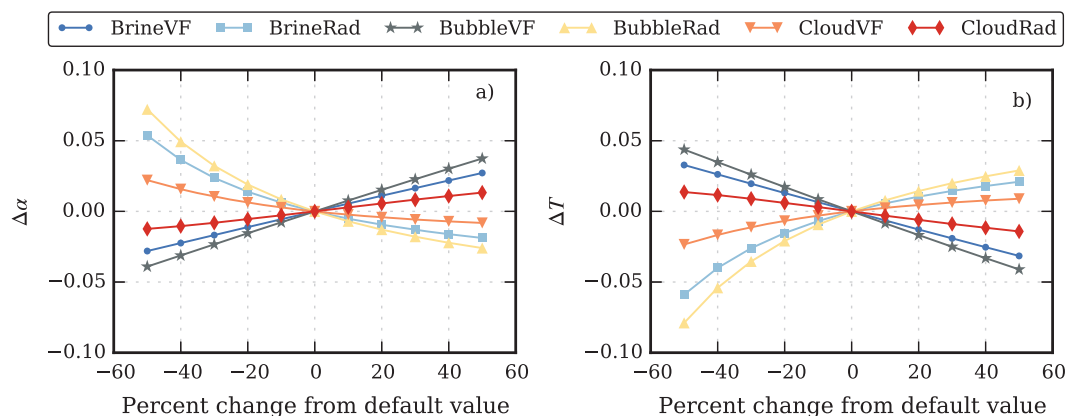 BrineVF BrineRad BubbleVF BubbleRad CloudVF CloudRad
a)
0.10
0.05
0.00
−0.05
−0.10
Δα
−60 −40 −20 0 20 40 60
Percent change from default value
b)
0.10
0.05
0.00
−0.05
−0.10
ΔT
−60 −40 −20 0 20 40 60
Percent change from default value